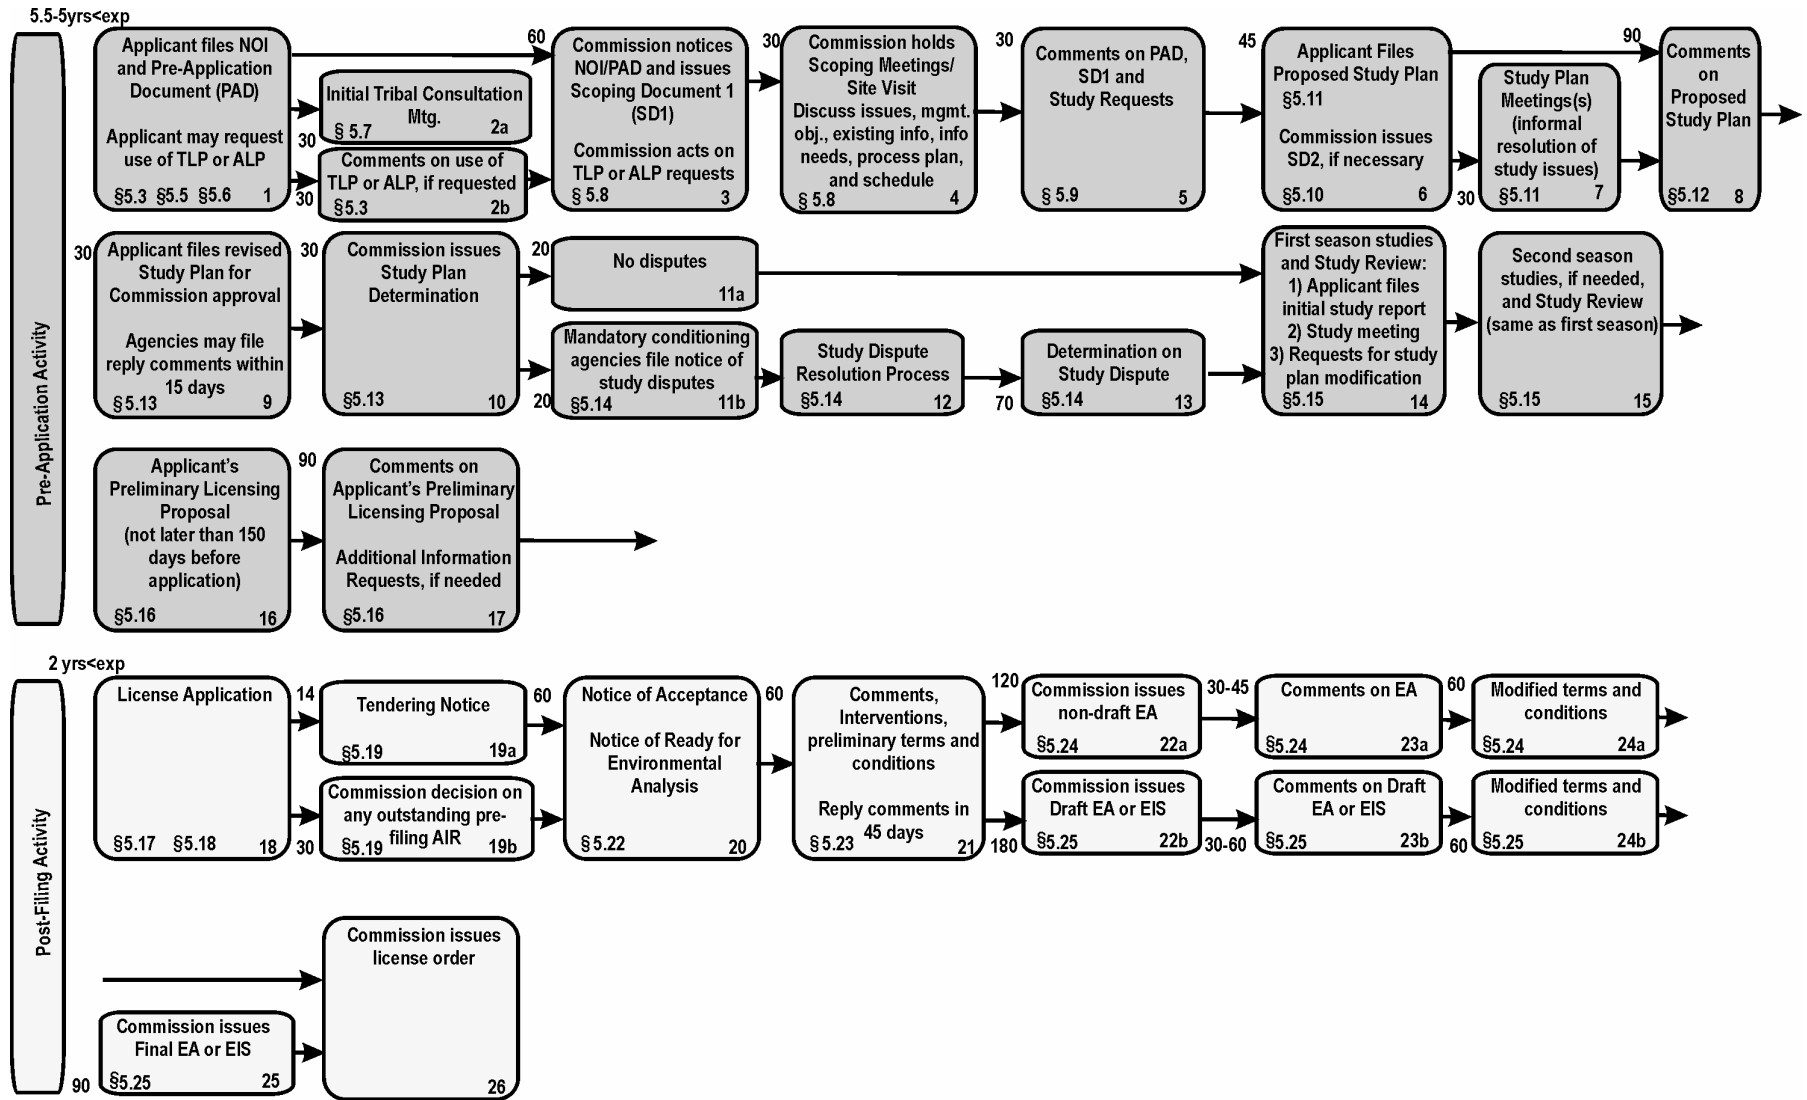 5.5-5yrs<exp
Pre-Application Activity
Applicant files NOI
and Pre-Application
Document (PAD)
Applicant may request
use of TLP or ALP
§5.3 §5.5 §5.6 1
30
Initial Tribal Consultation
Mtg.
§ 5.7 2a
30
Comments on use of
TLP or ALP, if requested
§5.3 2b
60
Commission notices
NOI/PAD and issues
Scoping Document 1
(SD1)
Commission acts on
TLP or ALP requests
§ 5.8 3
30
Commission holds
Scoping Meetings/
Site Visit
Discuss issues, mgmt.
obj., existing info, info
needs, process plan,
and schedule
§ 5.8 4
30
Comments on PAD,
SD1 and
Study Requests
§ 5.9 5
45
Applicant Files
Proposed Study Plan
§5.11
Commission issues
SD2, if necessary
§5.10 6
30
Study Plan
Meetings(s)
(informal
resolution of
study issues)
§5.11 7
90
Comments
on
Proposed
Study Plan
§5.12 8
30
Applicant files revised
Study Plan for
Commission approval
Agencies may file
reply comments within
15 days
§5.13 9
30
Commission issues
Study Plan
Determination
§5.13 10
20
No disputes
11a
20
Mandatory conditioning
agencies file notice of
study disputes
§5.14 11b
Study Dispute
Resolution Process
§5.14 12
70
Determination on
Study Dispute
§5.14 13
First season studies
and Study Review:
1) Applicant files
initial study report
2) Study meeting
3) Requests for study
plan modification
§5.15 14
Second season
studies, if needed,
and Study Review
(same as first season)
§5.15 15
Applicant's
Preliminary Licensing
Proposal
(not later than 150
days before
application)
§5.16 16
90
Comments on
Applicant's Preliminary
Licensing Proposal
Additional Information
Requests, if needed
§5.16 17
2 yrs<exp
Post-Filing Activity
License Application
§5.17 §5.18 18
14
Tendering Notice
§5.19 19a
30
Commission decision on
any outstanding pre-
filing AIR
§5.19 19b
60
Notice of Acceptance
Notice of Ready for
Environmental
Analysis
§ 5.22 20
60
Comments,
Interventions,
preliminary terms and
conditions
Reply comments in
45 days
§ 5.23 21
120
Commission issues
non-draft EA
§5.24 22a
30-45
Comments on EA
§5.24 23a
60
Modified terms and
conditions
§5.24 24a
180
Commission issues
Draft EA or EIS
§5.25 22b
30-60
Comments on Draft
EA or EIS
§5.25 23b
60
Modified terms and
conditions
§5.25 24b
90
Commission issues
Final EA or EIS
§5.25 25
Commission issues
license order
26